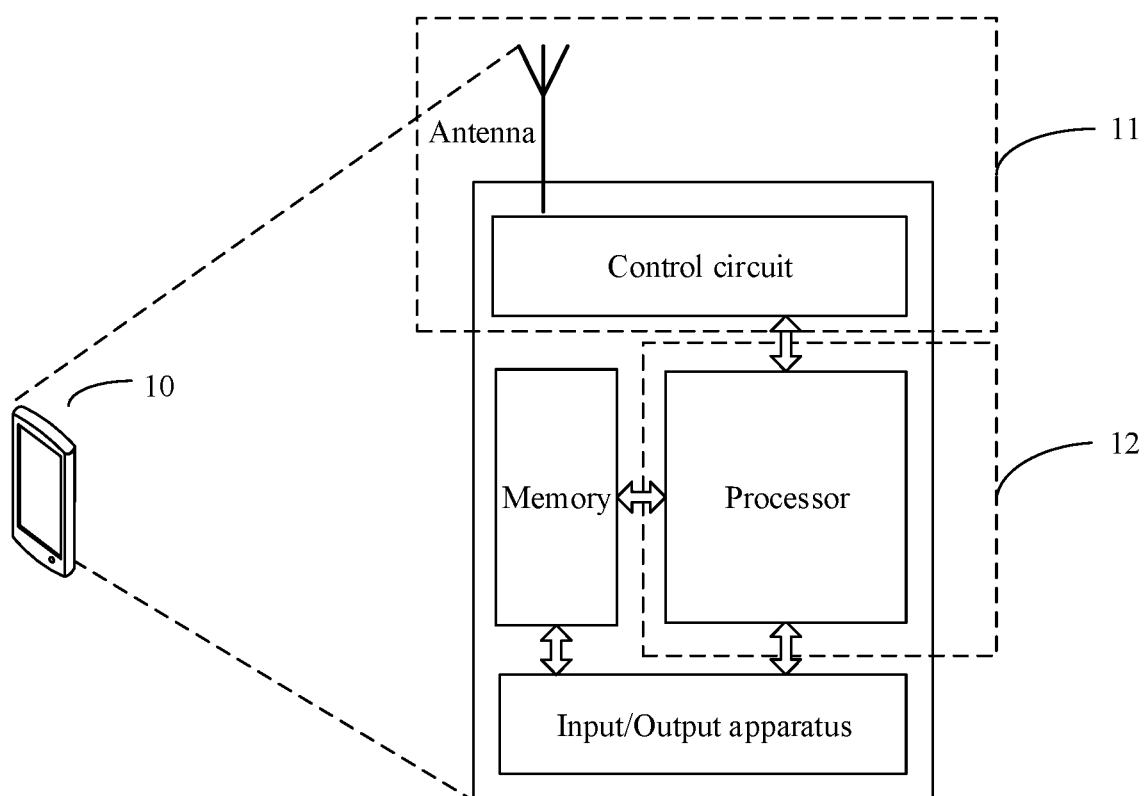 Antenna
11
Control circuit
10
12
Memory
Processor
Input/Output apparatus